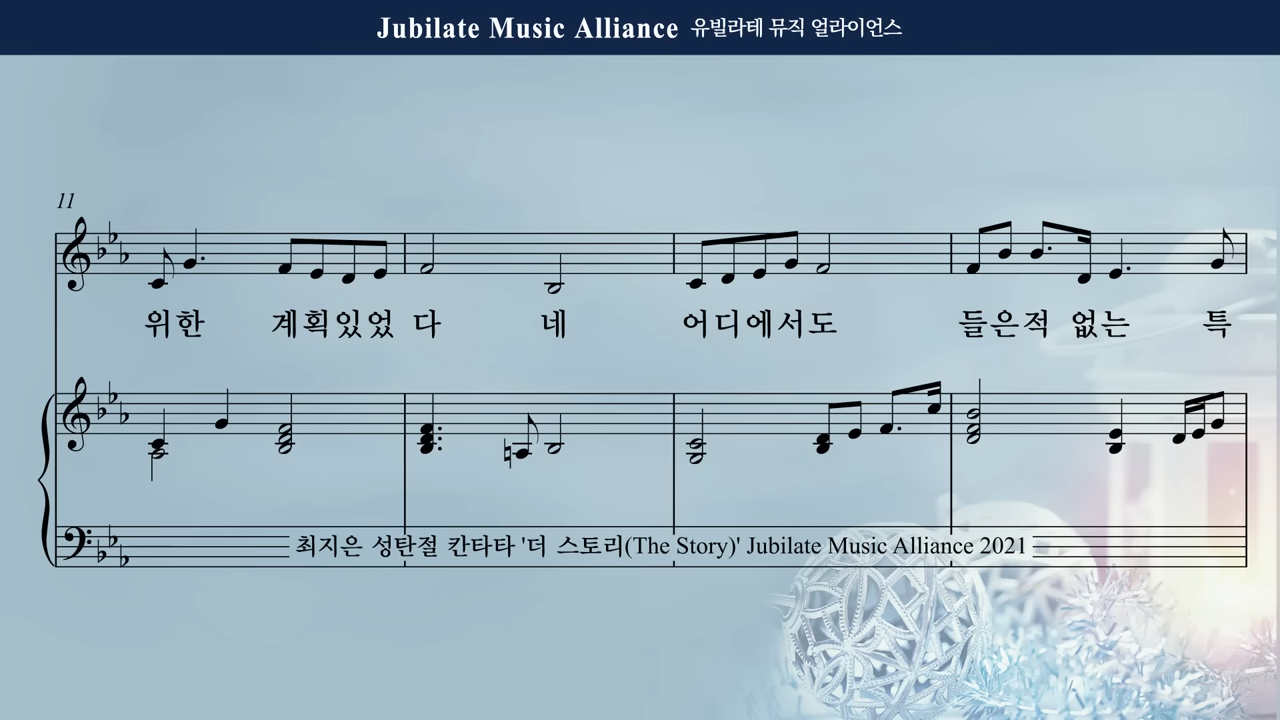 Jubilate Music Alliance 유빌라테 뮤직 얼라이언스
11
위한 계획있었 다 네 어디에서도 들은적 없는 특
최지은 성탄절 칸타타 '더 스토리(The Story)' Jubilate Music Alliance 2021